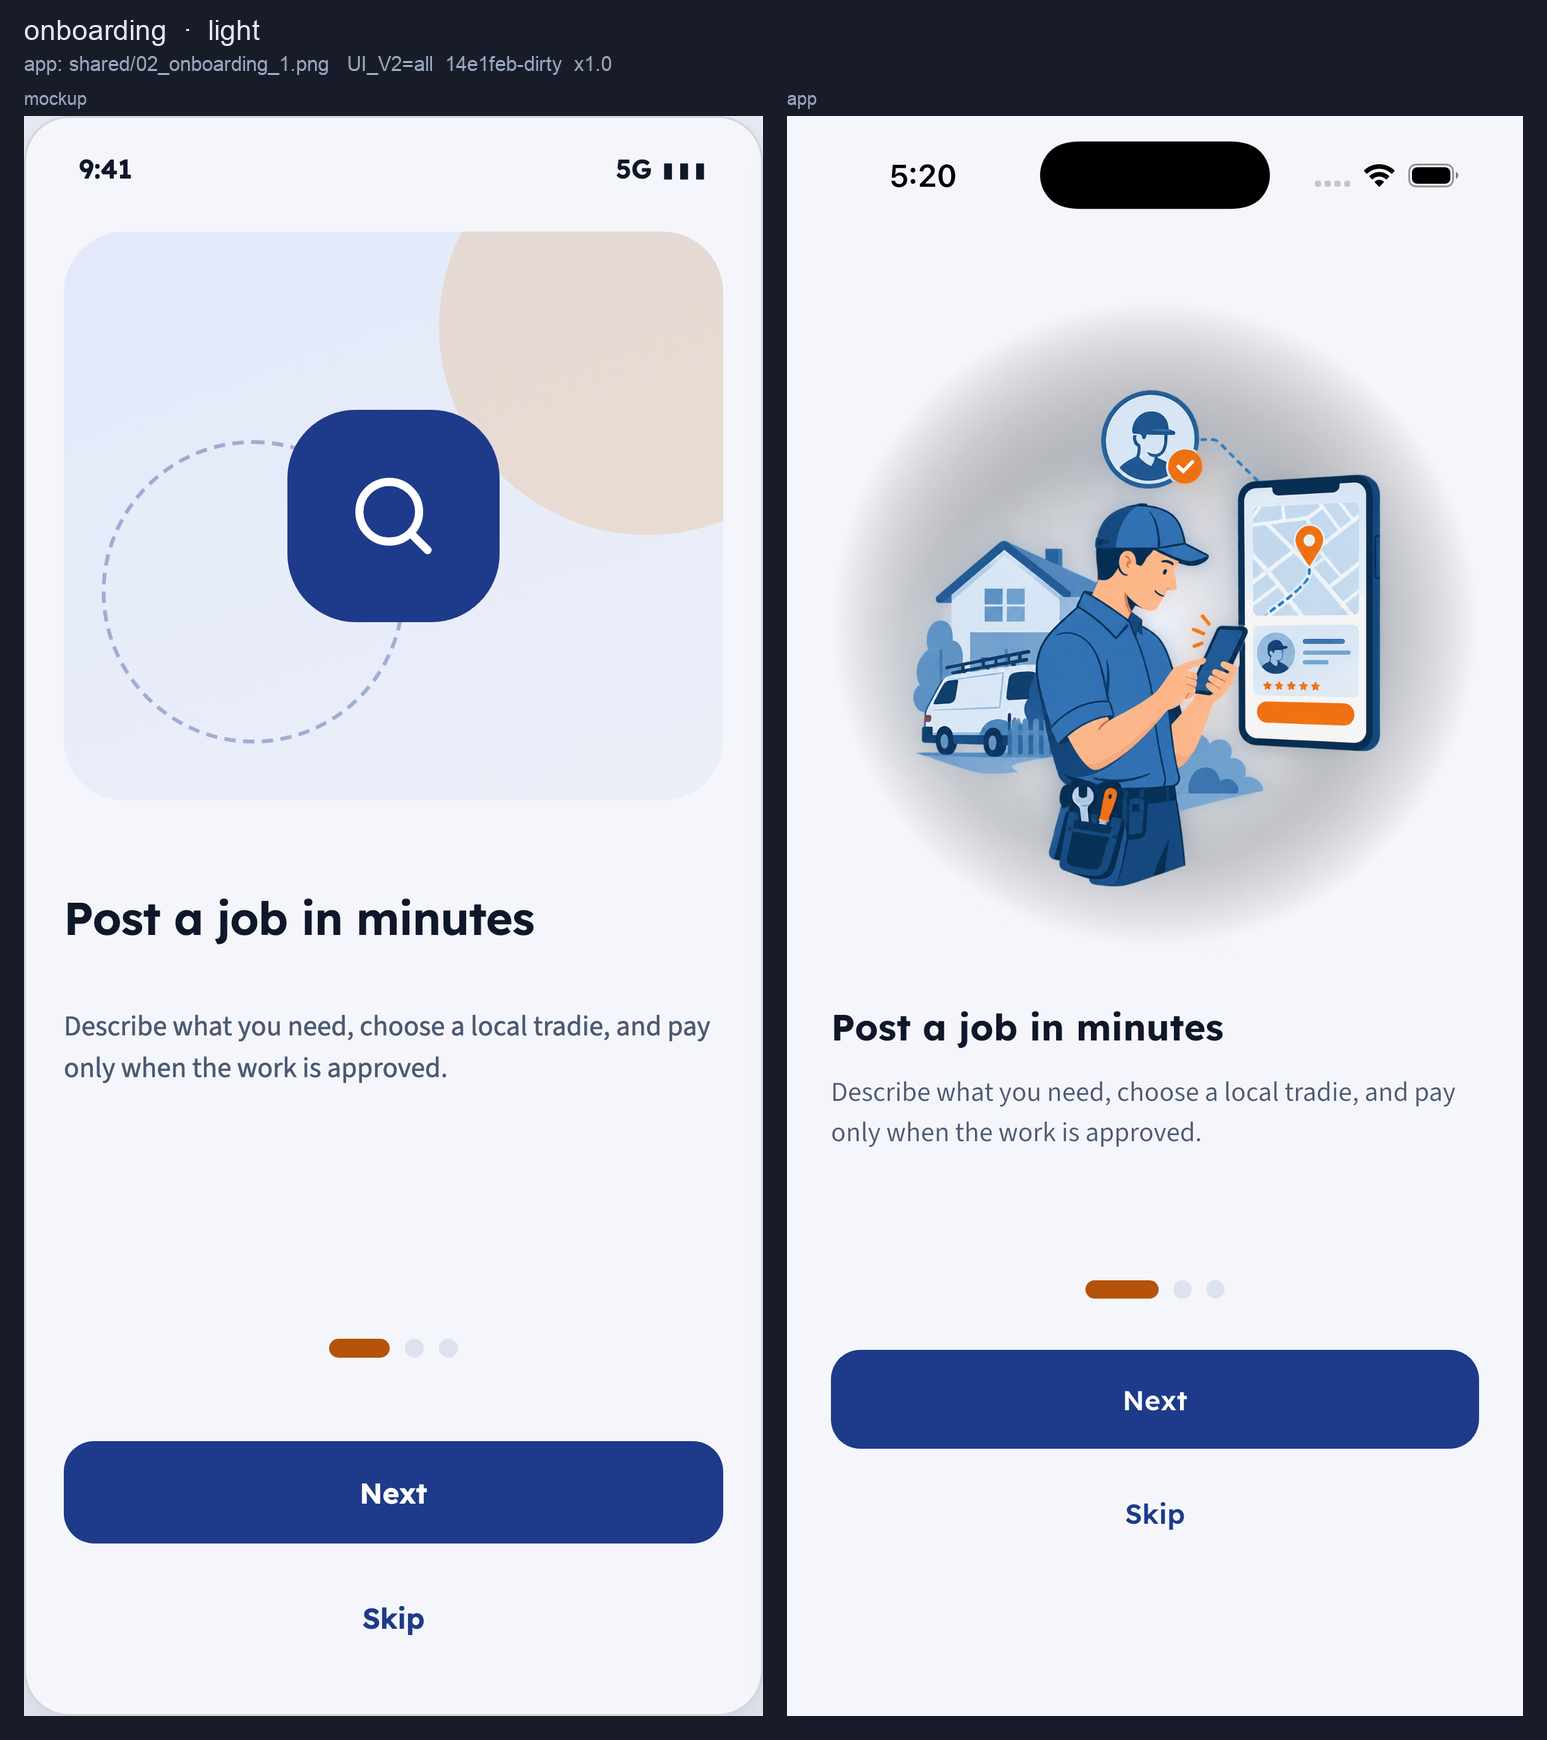 onboarding · light
app: shared/02_onboarding_1.png UI_V2=all 14e1feb-dirty x1.0
mockup
9:41
5G
Post a job in minutes
Describe what you need, choose a local tradie, and pay
only when the work is approved.
Next
Skip
app
5:20
Post a job in minutes
Describe what you need, choose a local tradie, and pay
only when the work is approved.
Next
Skip